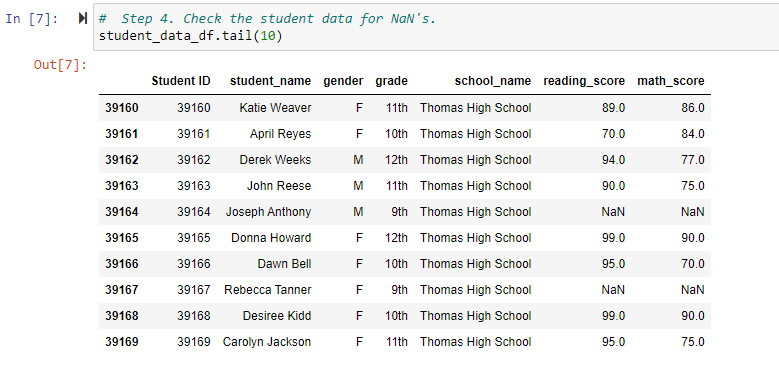 In [7]: # Step 4. Check the student data for NaN's.
student_data_df.tail(10)
Out[7]:
Student ID student_name gender grade school_name reading_score math_score
39160 39160 Katie Weaver F 11th Thomas High School 89.0 86.0
39161 39161 April Reyes F 10th Thomas High School 70.0 84.0
39162 39162 Derek Weeks M 12th Thomas High School 94.0 77.0
39163 39163 John Reese M 11th Thomas High School 90.0 75.0
39164 39164 Joseph Anthony M 9th Thomas High School NaN NaN
39165 39165 Donna Howard F 12th Thomas High School 99.0 90.0
39166 39166 Dawn Bell F 10th Thomas High School 95.0 70.0
39167 39167 Rebecca Tanner F 9th Thomas High School NaN NaN
39168 39168 Desiree Kidd F 10th Thomas High School 99.0 90.0
39169 39169 Carolyn Jackson F 11th Thomas High School 95.0 75.0